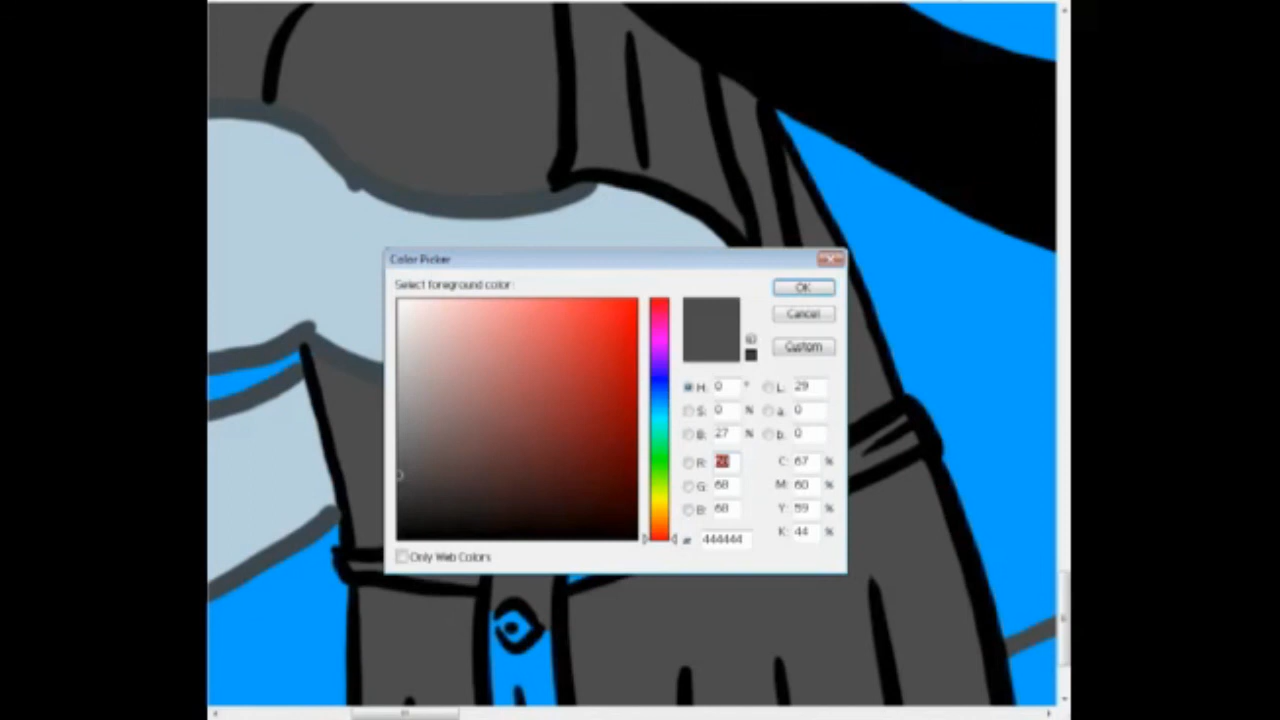 Color Picker
Select foreground color:
OK
Cancel
Custom
H: 0 °
S: 0 %
B: 27 %
R:
G: 68
B: 68
L: 29
a: 0
b: 0
C: 67 %
M: 60 %
Y: 59 %
K: 44 %
# 444444
Only Web Colors